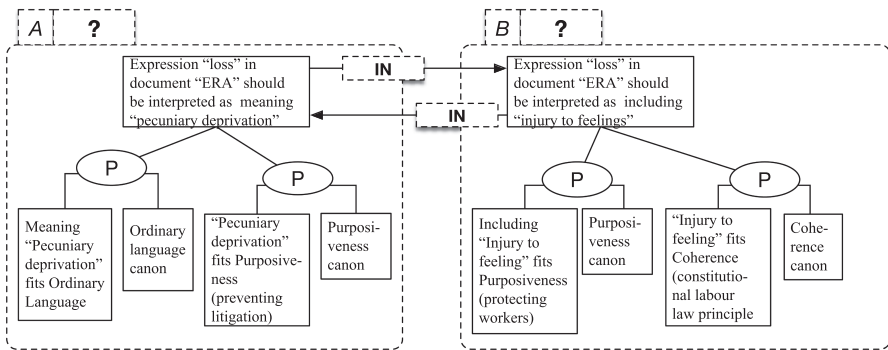 A ?
B ?
Expression “loss” in
document “ERA” should
be interpreted as meaning
“pecuniary deprivation”
IN
IN
Expression “loss” in
document “ERA” should
be interpreted as including
“injury to feelings”
P
P
P
P
Meaning
“Pecuniary
deprivation”
fits Ordinary
Language
Ordinary
language
canon
“Pecuniary
deprivation”
fits Purposive-
ness
(preventing
litigation)
Purposi-
veness
canon
Including
“Injury to
feeling” fits
Purposiveness
(protecting
workers)
Purposi-
veness
canon
“Injury to
feeling” fits
Coherence
(constitutio-
nal labour
law principle
Cohe-
rence
canon